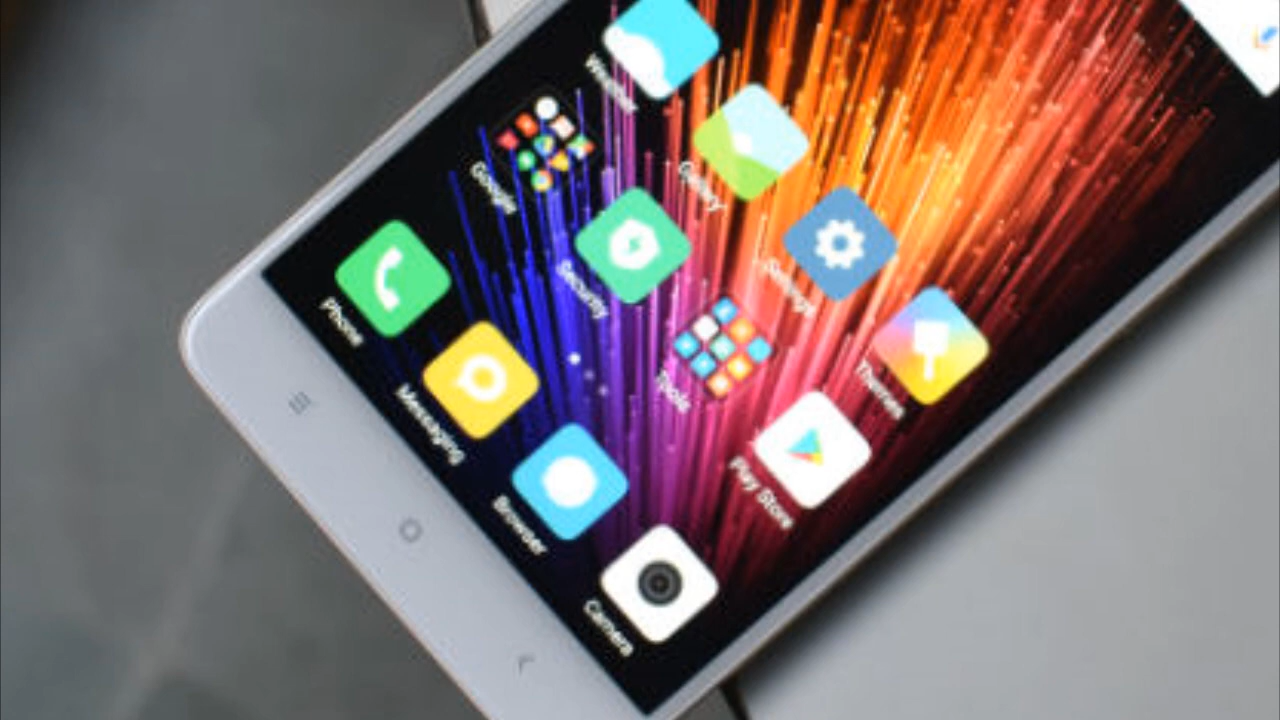 Weather
Google
Gallery
Phone
Security
Settings
Messaging
Tools
Themes
Browser
Play Store
Camera